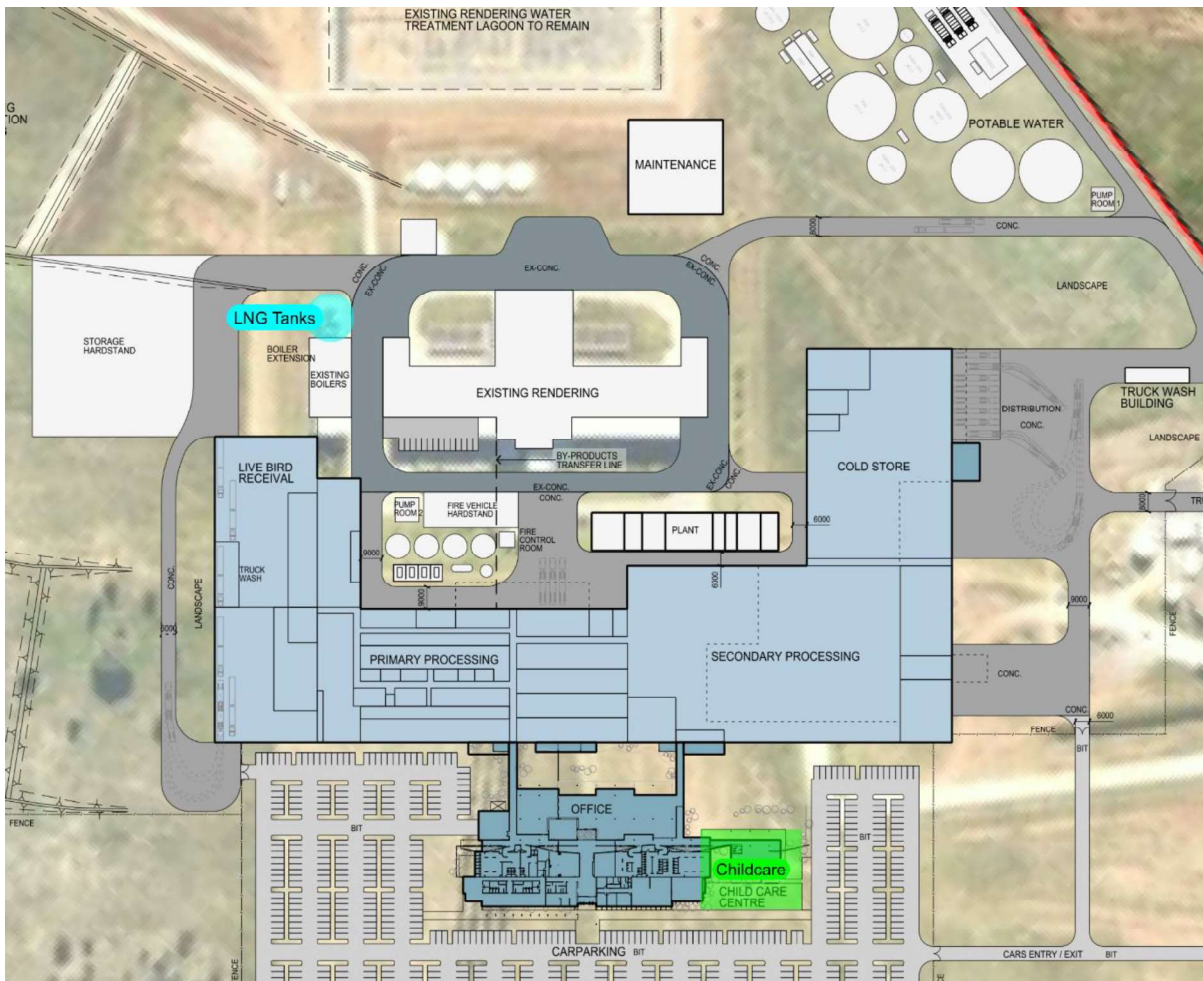 EXISTING RENDERING WATER
TREATMENT LAGOON TO REMAIN
G
TION
POTABLE WATER
MAINTENANCE
PUMP
ROOM 1
8000
CONC.
CONC.
EX-CONC.
EX-CONC.
CONC.
EX-CONC.
LANDSCAPE
LNG Tanks
STORAGE
HARDSTAND
BOILER
EXTENSION
EXISTING
BOILERS
EXISTING RENDERING
TRUCK WASH
BUILDING
DISTRIBUTION
CONC.
LANDSCAPE
BY-PRODUCTS
TRANSFER LINE
LIVE BIRD
RECEIVAL
COLD STORE
EX-CONC.
CONC.
EX-CONC.
CONC.
PUMP
ROOM 2
FIRE VEHICLE
HARDSTAND
FIRE
CONTROL
ROOM
PLANT
6000
8000
TRU
9000
6000
TRUCK
WASH
CONC.
LANDSCAPE
9000
9000
FENCE
6000
PRIMARY PROCESSING
SECONDARY PROCESSING
CONC.
CONC.
6000
FENCE
BIT
OFFICE
FENCE
BIT
BIT
Childcare
CHILD CARE
CENTRE
CARPARKING BIT
CARS ENTRY / EXIT BIT
FENCE